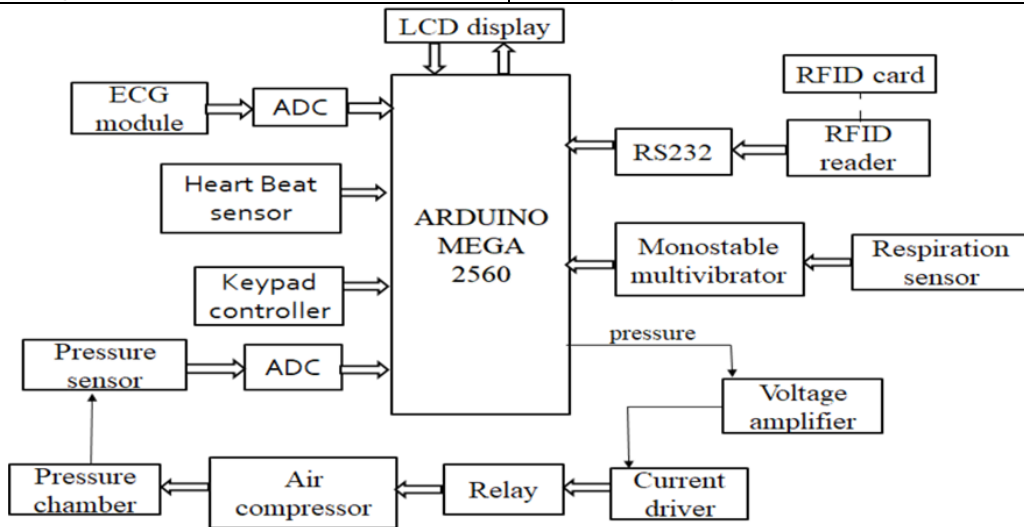 LCD display
ECG
module
ADC
RFID card
RS232
RFID
reader
Heart Beat
sensor
ARDUINO
MEGA
2560
Monostable
multivibrator
Respiration
sensor
Keypad
controller
pressure
Pressure
sensor
ADC
Voltage
amplifier
Pressure
chamber
Air
compressor
Relay
Current
driver